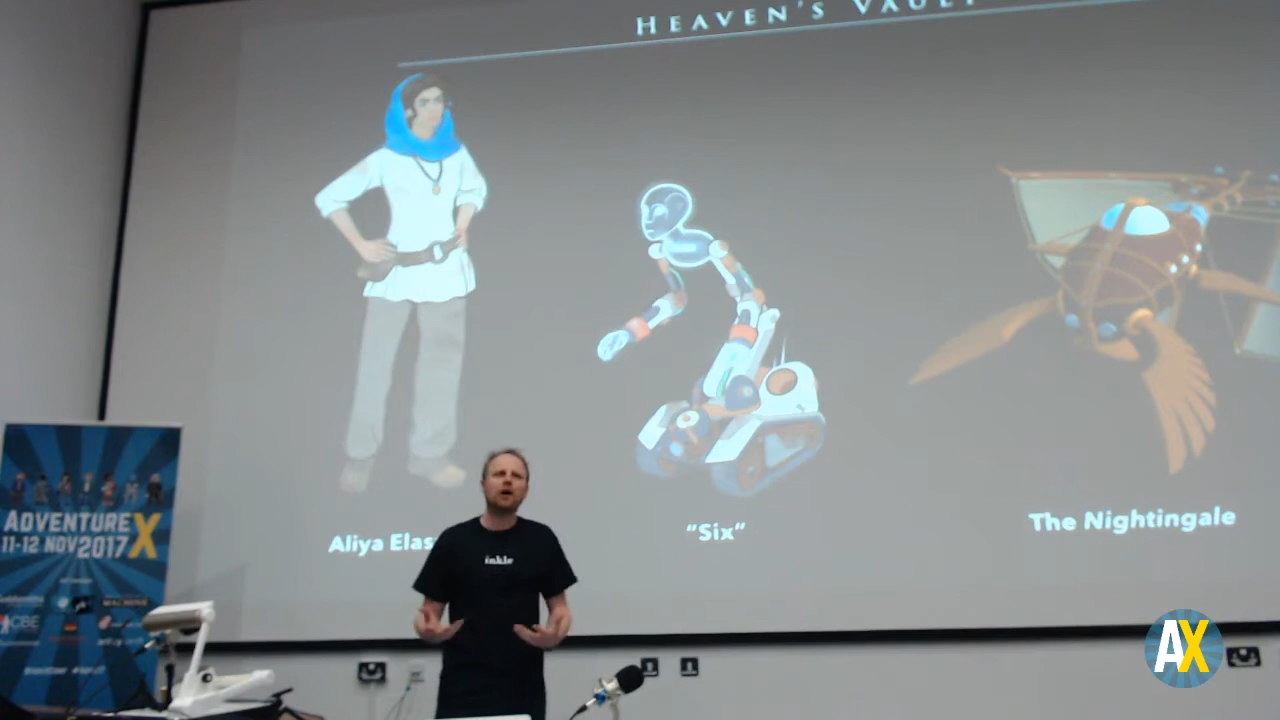 HEAVEN'S VAULT
Aliya Elas
"Six"
The Nightingale
ADVENTURE X
11-12 NOV 2017
inkle
AX